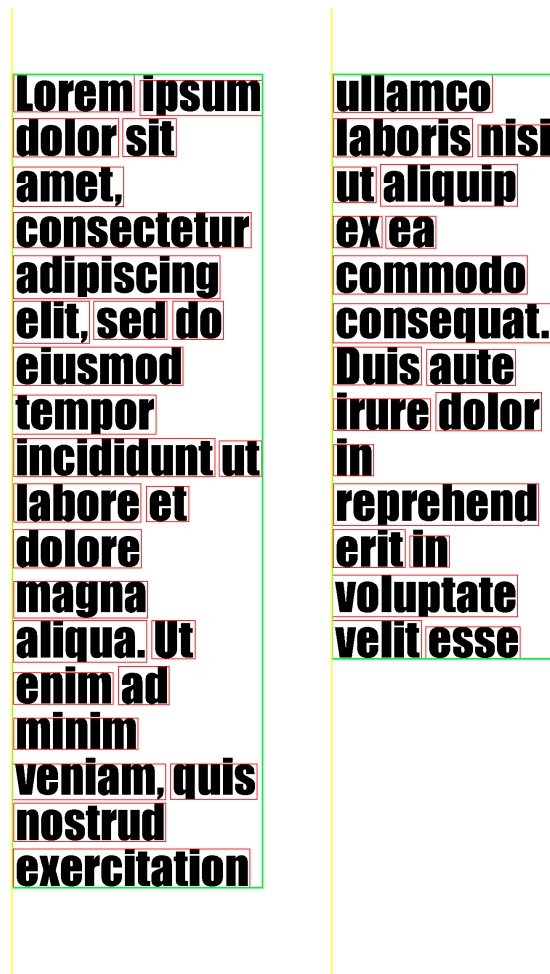 Lorem ipsum
dolor sit
amet,
consectetur
adipiscing
elit, sed do
eiusmod
tempor
incididunt ut
labore et
dolore
magna
aliqua. Ut
enim ad
minim
veniam, quis
nostrud
exercitation
ullamco
laboris nisi
ut aliquip
ex ea
commodo
consequat.
Duis aute
irure dolor
in
reprehend
erit in
voluptate
velit esse